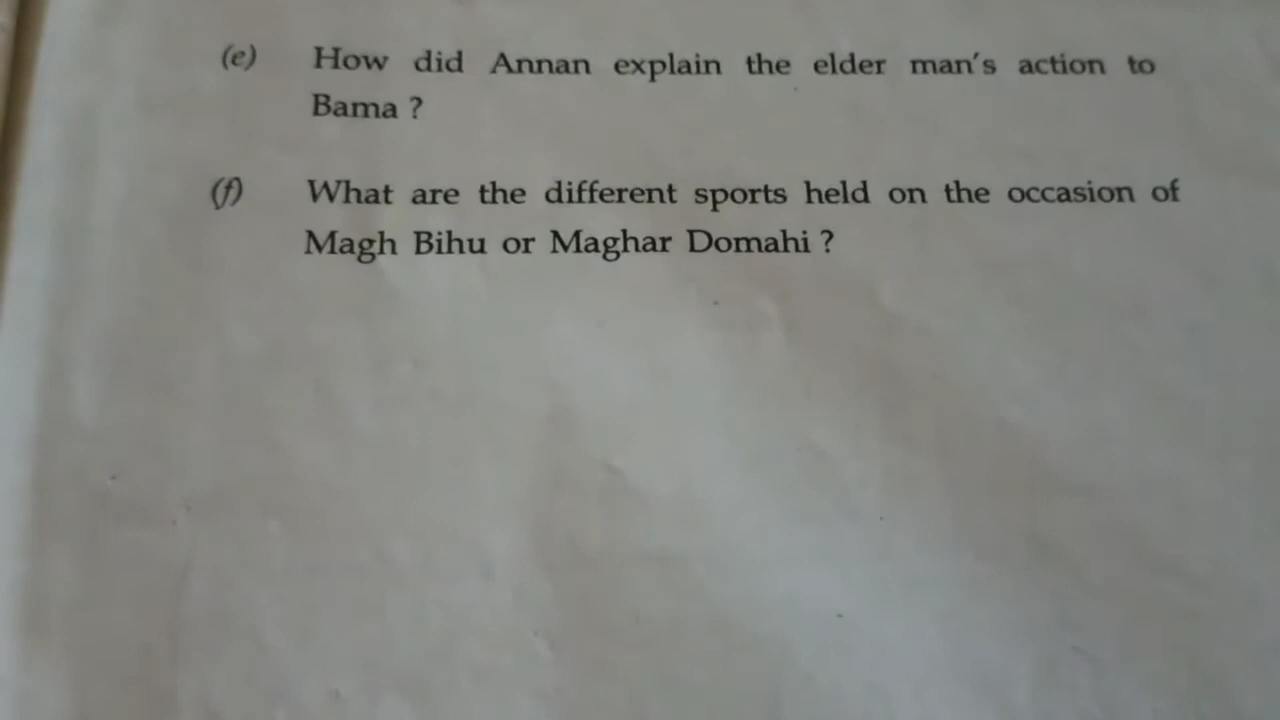 (e) How did Annan explain the elder man's action to
Bama ?
(f) What are the different sports held on the occasion of
Magh Bihu or Maghar Domahi ?